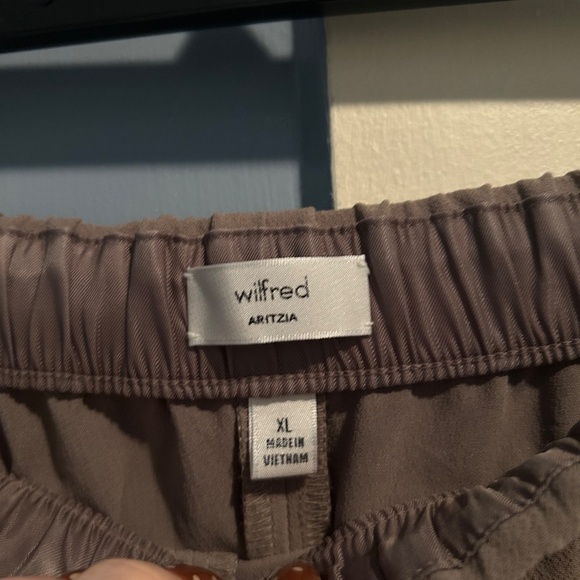 wilfred
ARITZIA
XL
MADE IN
VIETNAM